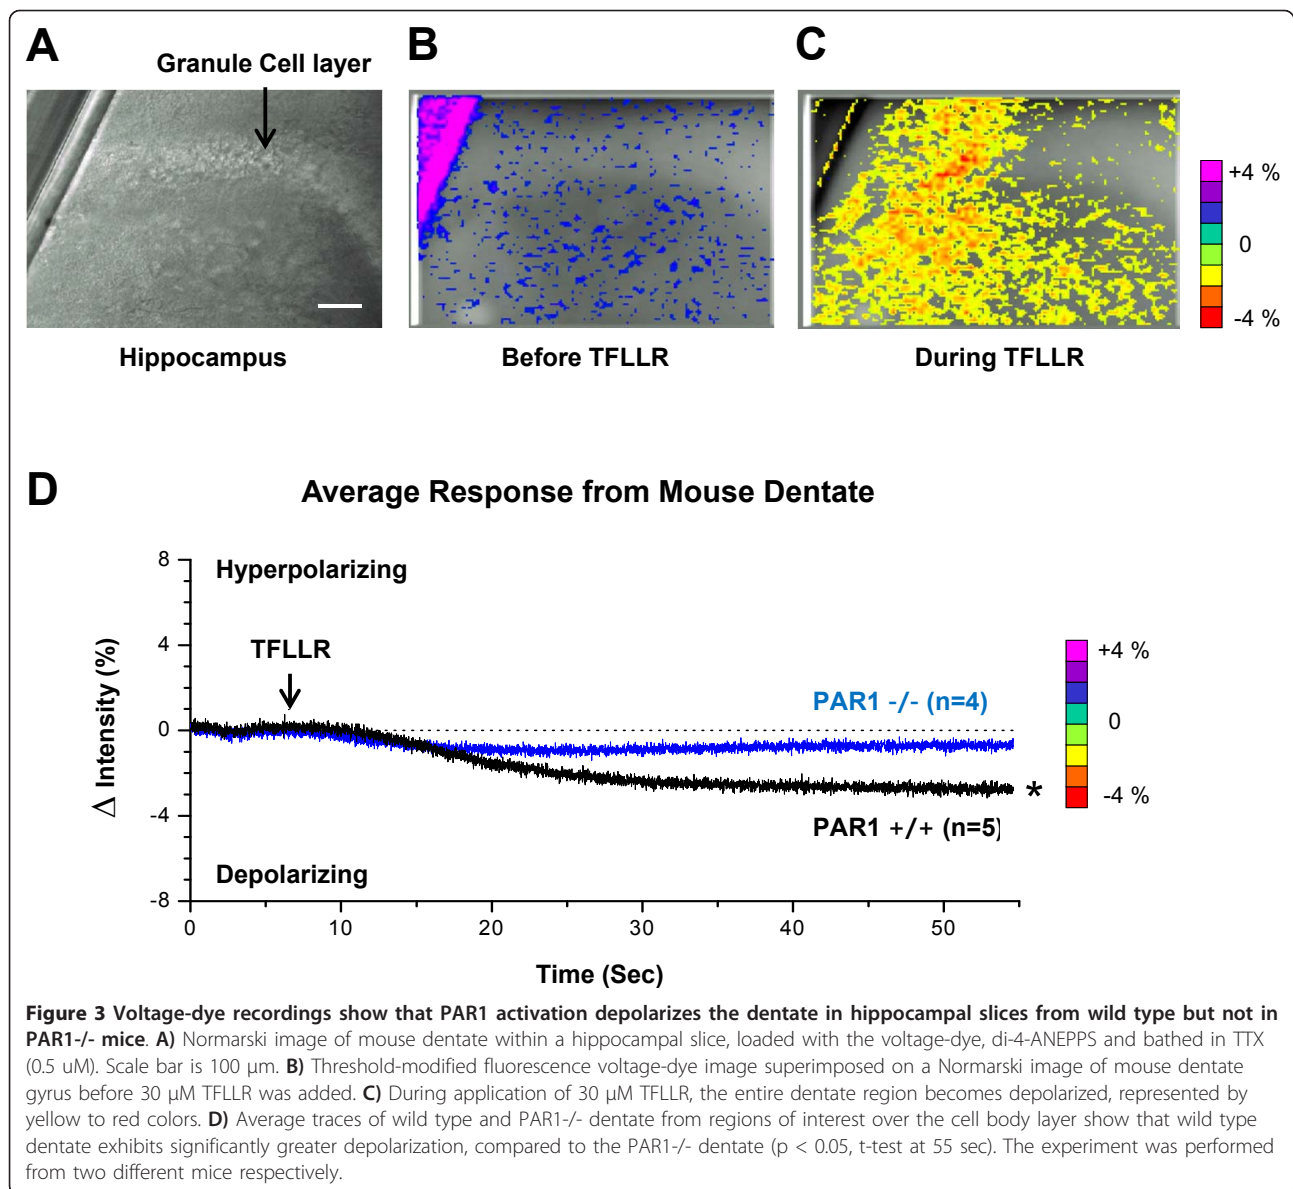 A
Granule Cell layer
Hippocampus
B
Before TFLLR
C
During TFLLR
+4 %
0
-4 %
D
Average Response from Mouse Dentate
8
4
0
-4
-8
Δ Intensity (%)
Hyperpolarizing
TFLLR
PAR1 -/- (n=4)
*
PAR1 +/+ (n=5)
Depolarizing
0
10
20
30
40
50
Time (Sec)
+4 %
0
-4 %
Figure 3 Voltage-dye recordings show that PAR1 activation depolarizes the dentate in hippocampal slices from wild type but not in
PAR1-/- mice. A) Normarski image of mouse dentate within a hippocampal slice, loaded with the voltage-dye, di-4-ANEPPS and bathed in TTX
(0.5 uM). Scale bar is 100 μm. B) Threshold-modified fluorescence voltage-dye image superimposed on a Normarski image of mouse dentate
gyrus before 30 μM TFLLR was added. C) During application of 30 μM TFLLR, the entire dentate region becomes depolarized, represented by
yellow to red colors. D) Average traces of wild type and PAR1-/- dentate from regions of interest over the cell body layer show that wild type
dentate exhibits significantly greater depolarization, compared to the PAR1-/- dentate (p < 0.05, t-test at 55 sec). The experiment was performed
from two different mice respectively.